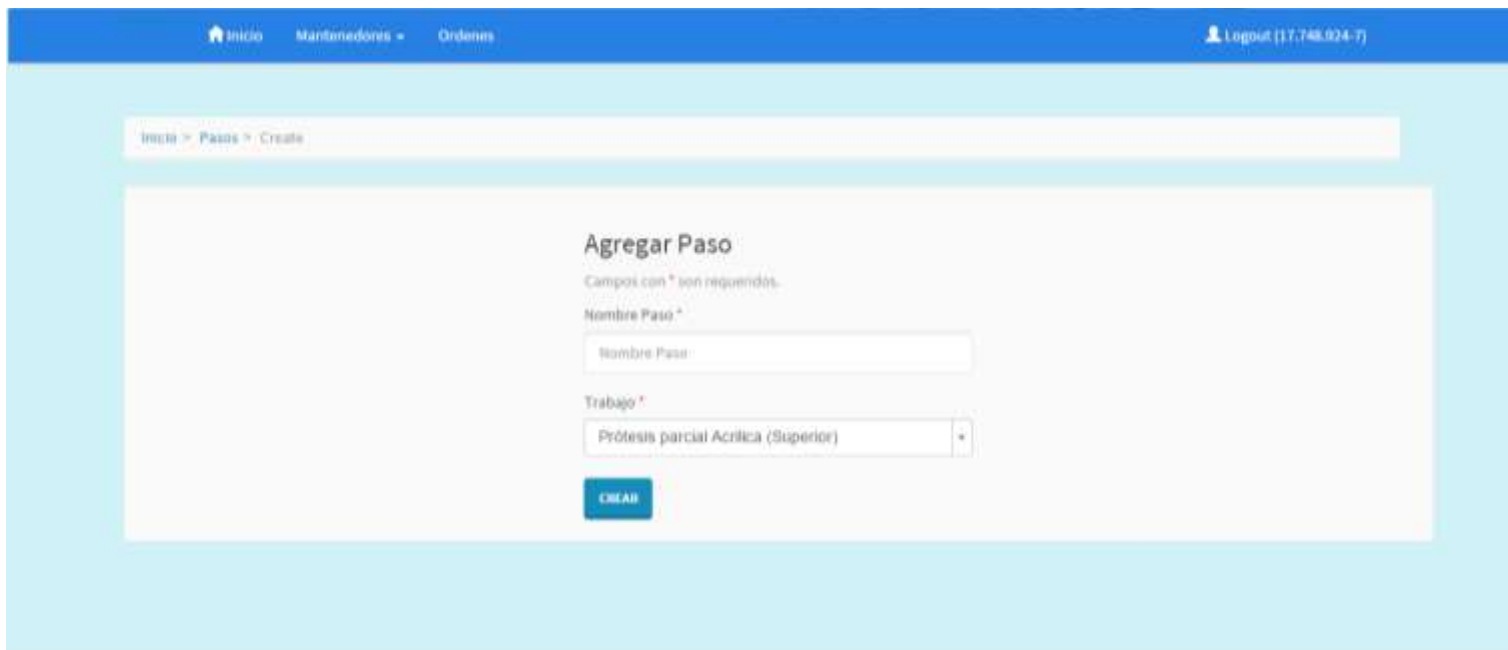 Inicio Mantenedores Ordenes Logout (17.748.924-7)
Inicio > Pasos > Create
Agregar Paso
Campos con * son requeridos.
Nombre Paso *
Nombre Paso
Trabajo *
Prótesis parcial Acrilica (Superior)
CREAR